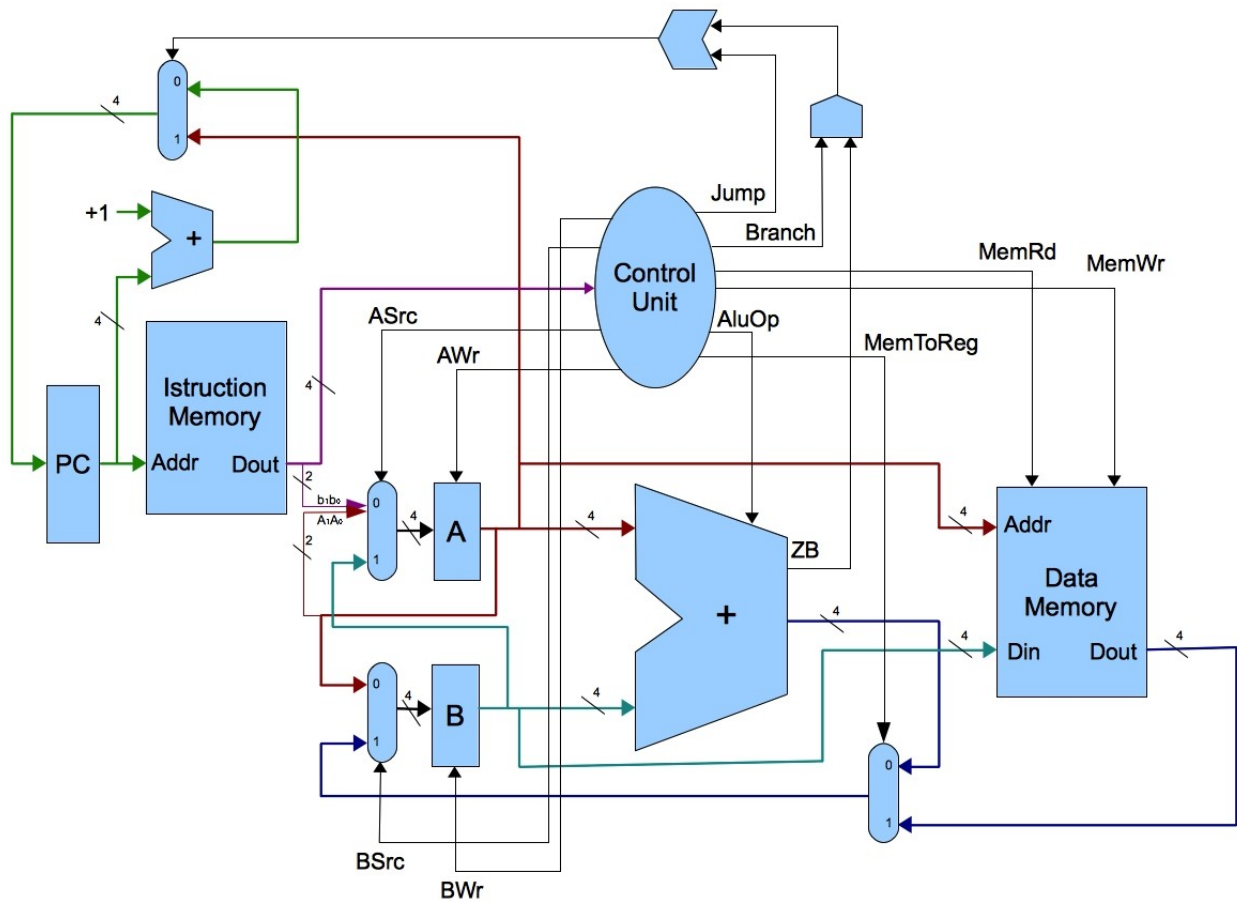 4
0
1
+1
+
4
Jump
Branch
MemRd
MemWr
Control
Unit
ASrc
AluOp
MemToReg
AWr
4
Istruction
Memory
PC
Addr
Dout
2
b₁b₀
A₁A₀
2
0
1
4
A
4
ZB
4
Addr
Data
Memory
+
4
4
Din
Dout
4
0
1
4
B
4
0
1
BSrc
BWr